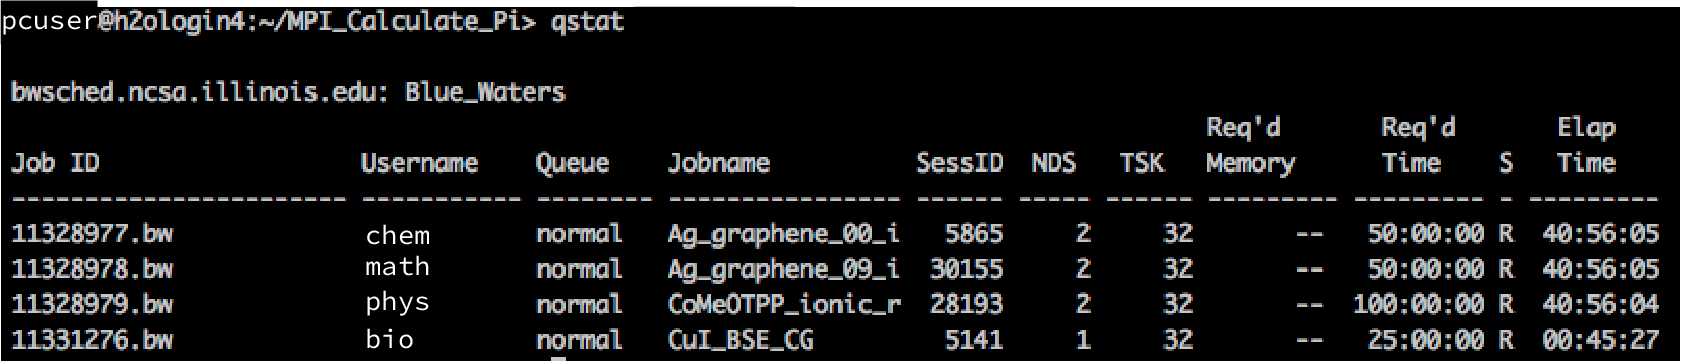 pcuser@h2ologin4:~/MPI_Calculate_Pi> qstat
bwsched.ncsa.illinois.edu: Blue_Waters
Req'd Req'd Elap
Job ID Username Queue Jobname SessID NDS TSK Memory Time S Time
----------------------- ----------- -------- ---------------- ------ ----- ------ --------- --------- - ---------
11328977.bw chem normal Ag_graphene_00_i 5865 2 32 -- 50:00:00 R 40:56:05
11328978.bw math normal Ag_graphene_09_i 30155 2 32 -- 50:00:00 R 40:56:05
11328979.bw phys normal CoMeOTPP_ionic_r 28193 2 32 -- 100:00:00 R 40:56:04
11331276.bw bio normal CuI_BSE_CG 5141 1 32 -- 25:00:00 R 00:45:27